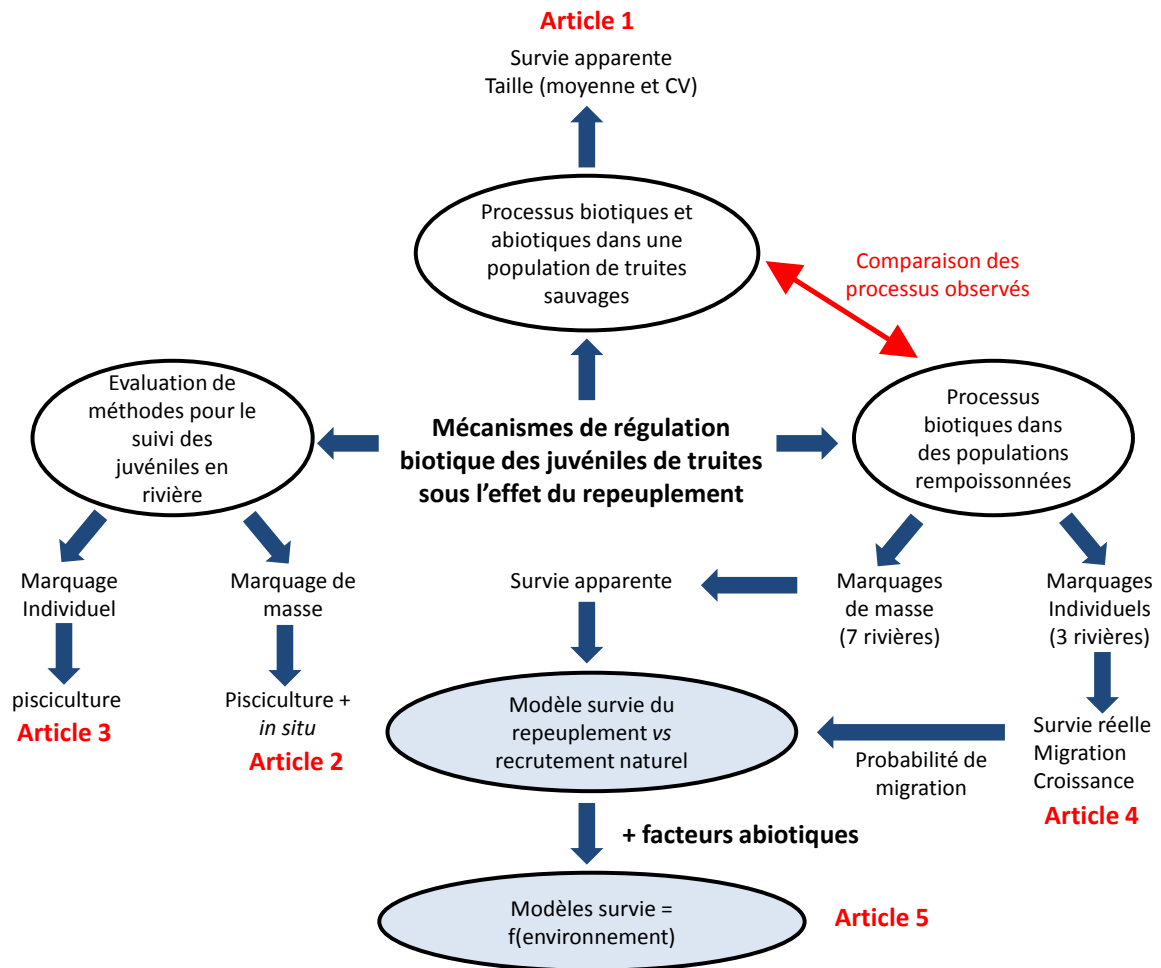 Article 1
Survie apparente
Taille (moyenne et CV)
Processus biotiques et
abiotiques dans une
population de truites
sauvages
Comparaison des
processus observés
Evaluation de
méthodes pour le
suivi des
juvéniles en
rivière
Mécanismes de régulation
biotique des juvéniles de truites
sous l'effet du repeuplement
Processus
biotiques dans
des populations
rempoissonnées
Marquage
Individuel
Marquage de
masse
Survie apparente
Marquages
de masse
(7 rivières)
Marquages
Individuels
(3 rivières)
pisciculture
Article 3
Pisciculture +
in situ
Article 2
Modèle survie du
repeuplement vs
recrutement naturel
Probabilité de
migration
Survie réelle
Migration
Croissance
Article 4
+ facteurs abiotiques
Modèles survie =
f(environnement)
Article 5